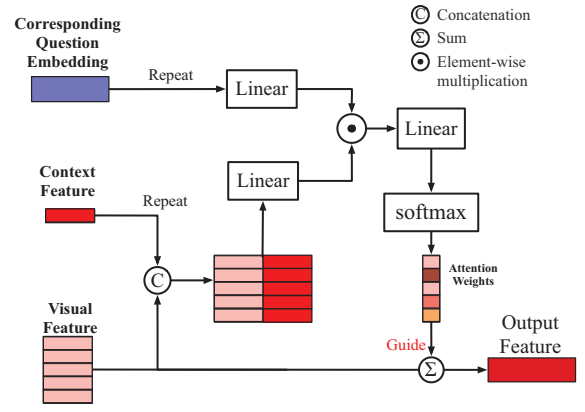 Corresponding
Question
Embedding
Repeat
Linear
C Concatenation
Σ Sum
Element-wise
multiplication
Linear
Context
Feature
Repeat
Linear
softmax
C
Attention
Weights
Visual
Feature
Guide
Σ
Output
Feature